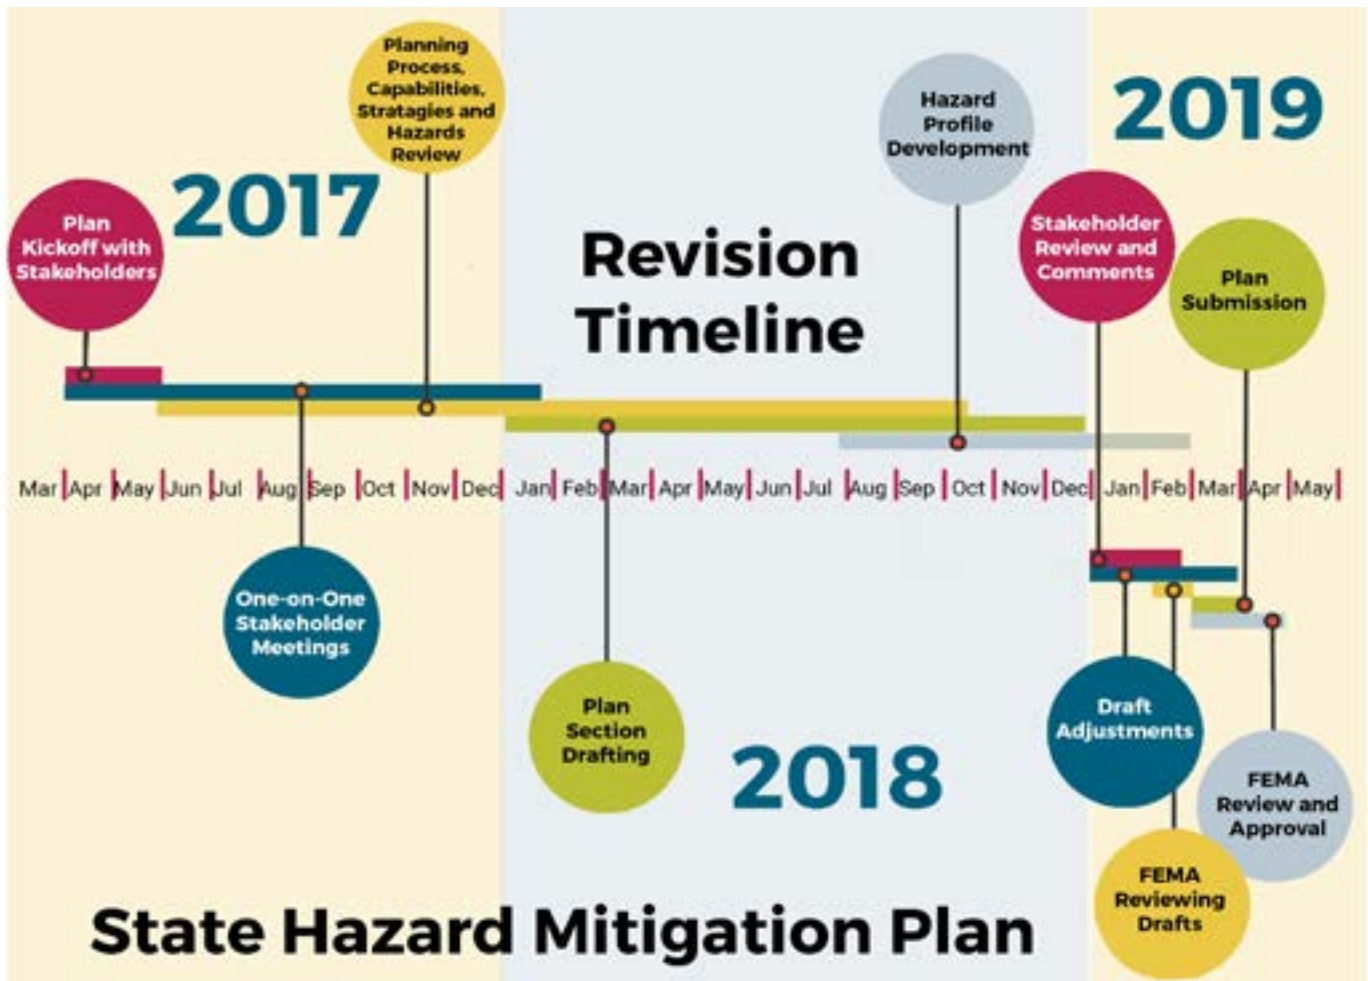 Planning
Process,
Capabilities,
Stratagies and
Hazards
Review
Hazard
Profile
Development
2019
2017
Plan
Kickoff with
Stakeholders
Stakeholder
Review and
Comments
Plan
Submission
Revision
Timeline
Mar Apr May Jun Jul Aug Sep Oct Nov Dec Jan Feb Mar Apr May Jun Jul Aug Sep Oct Nov Dec Jan Feb Mar Apr May
One-on-One
Stakeholder
Meetings
Plan
Section
Drafting
2018
Draft
Adjustments
FEMA
Review and
Approval
FEMA
Reviewing
Drafts
State Hazard Mitigation Plan